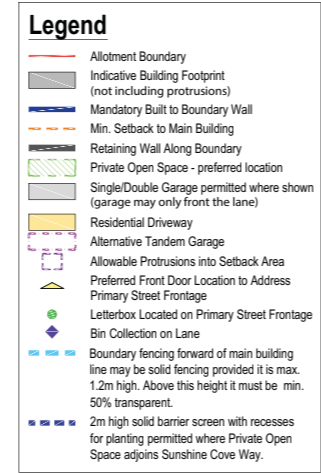 Legend
Allotment Boundary
Indicative Building Footprint
(not including protrusions)
Mandatory Built to Boundary Wall
Min. Setback to Main Building
Retaining Wall Along Boundary
Private Open Space - preferred location
Single/Double Garage permitted where shown
(garage may only front the lane)
Residential Driveway
Alternative Tandem Garage
Allowable Protrusions into Setback Area
Preferred Front Door Location to Address
Primary Street Frontage
Letterbox Located on Primary Street Frontage
Bin Collection on Lane
Boundary fencing forward of main building
line may be solid fencing provided it is max.
1.2m high. Above this height it must be  min.
50% transparent.
2m high solid barrier screen with recesses
for planting permitted where Private Open
Space adjoins Sunshine Cove Way.